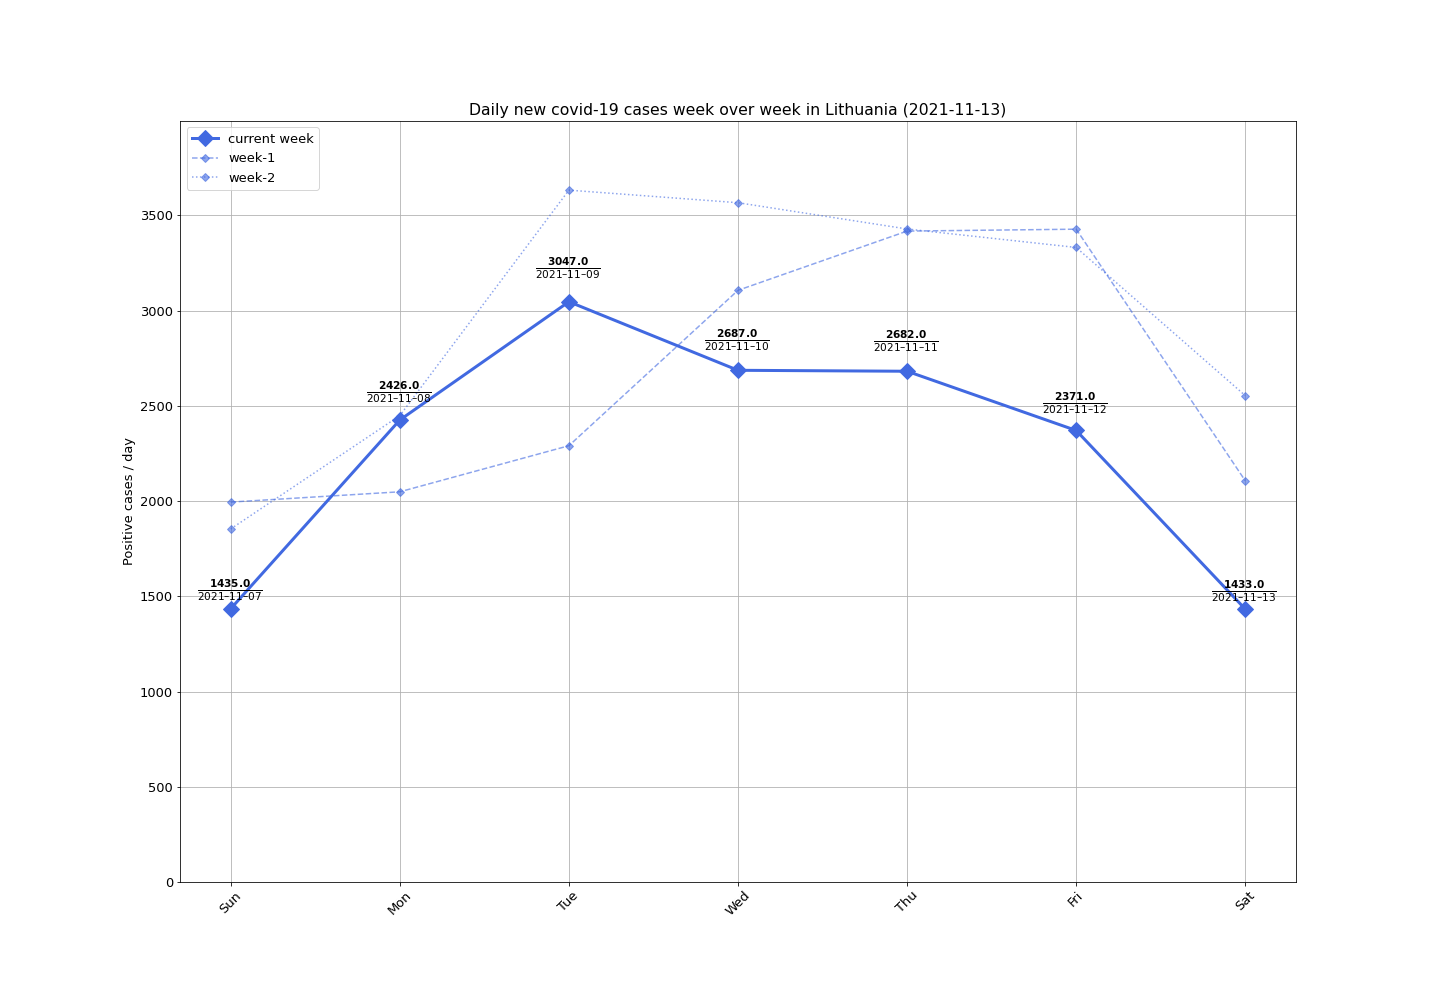 Daily new covid-19 cases week over week in Lithuania (2021-11-13)
current week
week-1
week-2
Positive cases / day
3500
3000
2500
2000
1500
1000
500
0
1435.0
2021–11–07
2426.0
2021–11–08
3047.0
2021–11–09
2687.0
2021–11–10
2682.0
2021–11–11
2371.0
2021–11–12
1433.0
2021–11–13
Sun
Mon
Tue
Wed
Thu
Fri
Sat